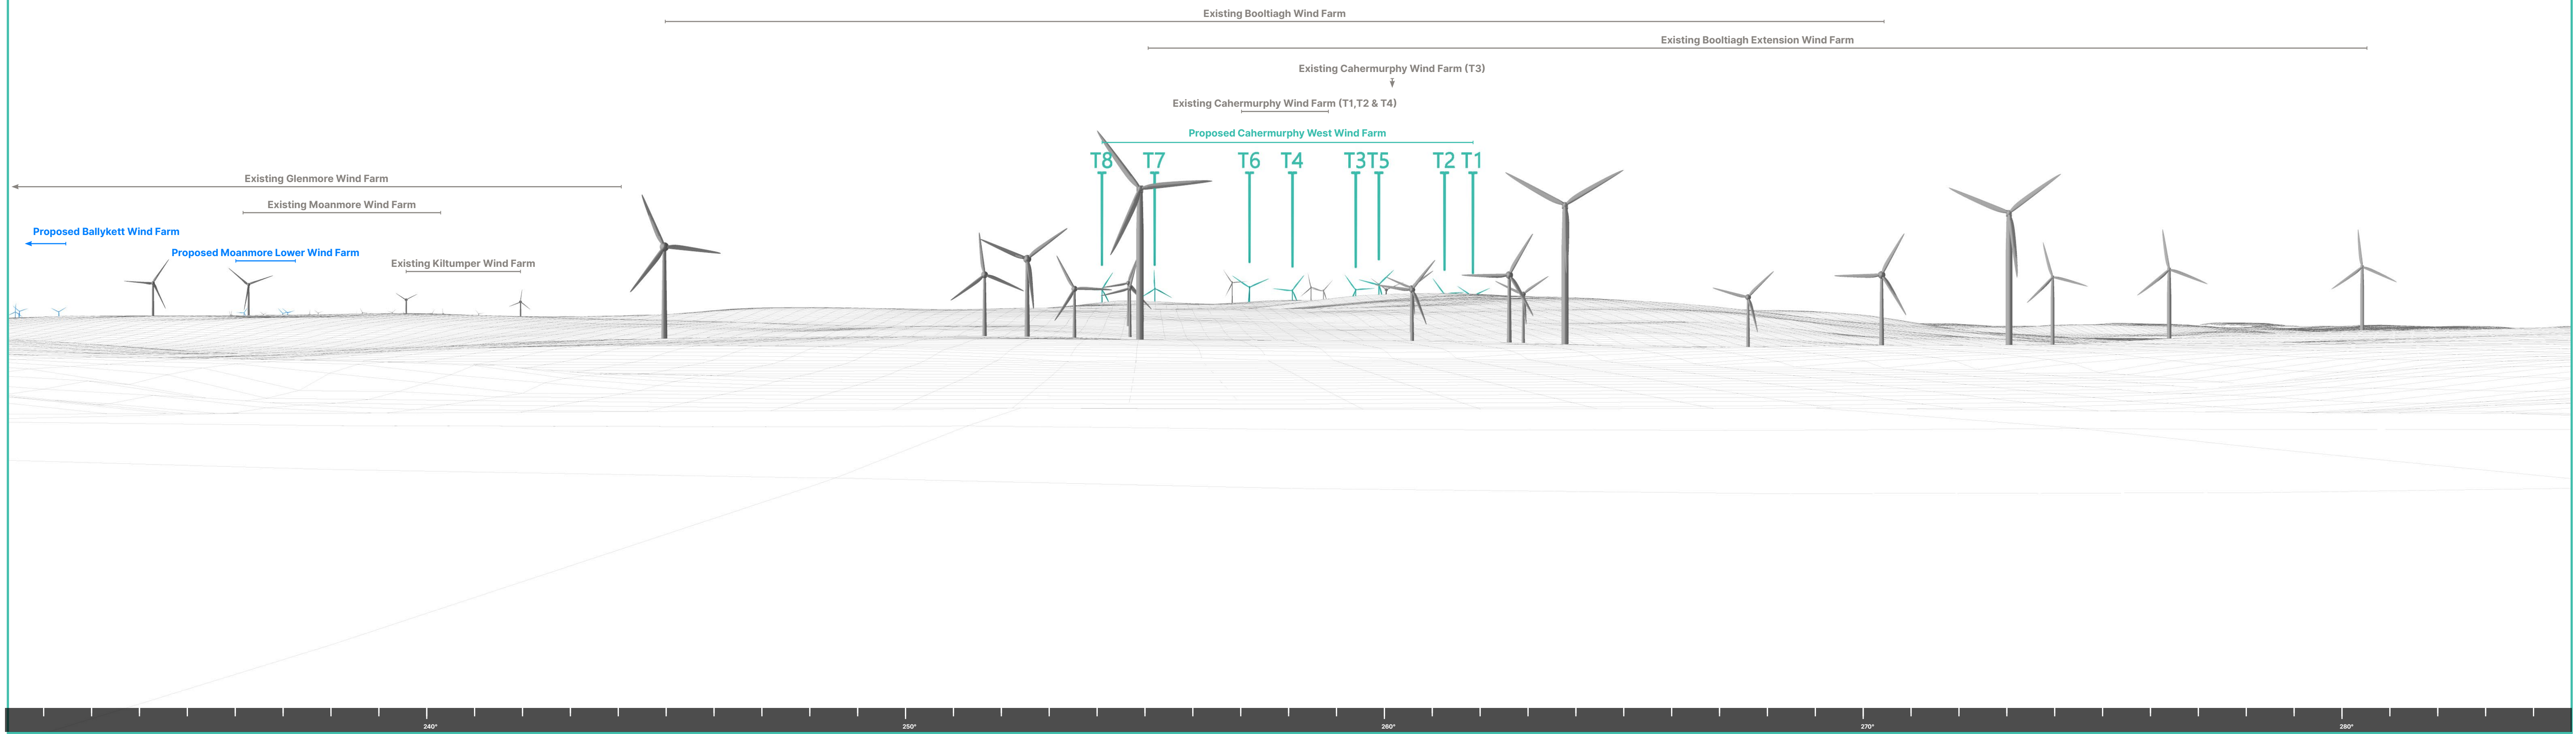 Existing Booltiagh Wind Farm
Existing Booltiagh Extension Wind Farm
Existing Cahermurphy Wind Farm (T3)
Existing Cahermurphy Wind Farm (T1,T2 & T4)
Proposed Cahermurphy West Wind Farm
T8 T7 T6 T4 T3 T5 T2 T1
Existing Glenmore Wind Farm
Existing Moanmore Wind Farm
Proposed Ballykett Wind Farm
Proposed Moanmore Lower Wind Farm
Existing Kiltumper Wind Farm
240° 250° 260° 270° 280°